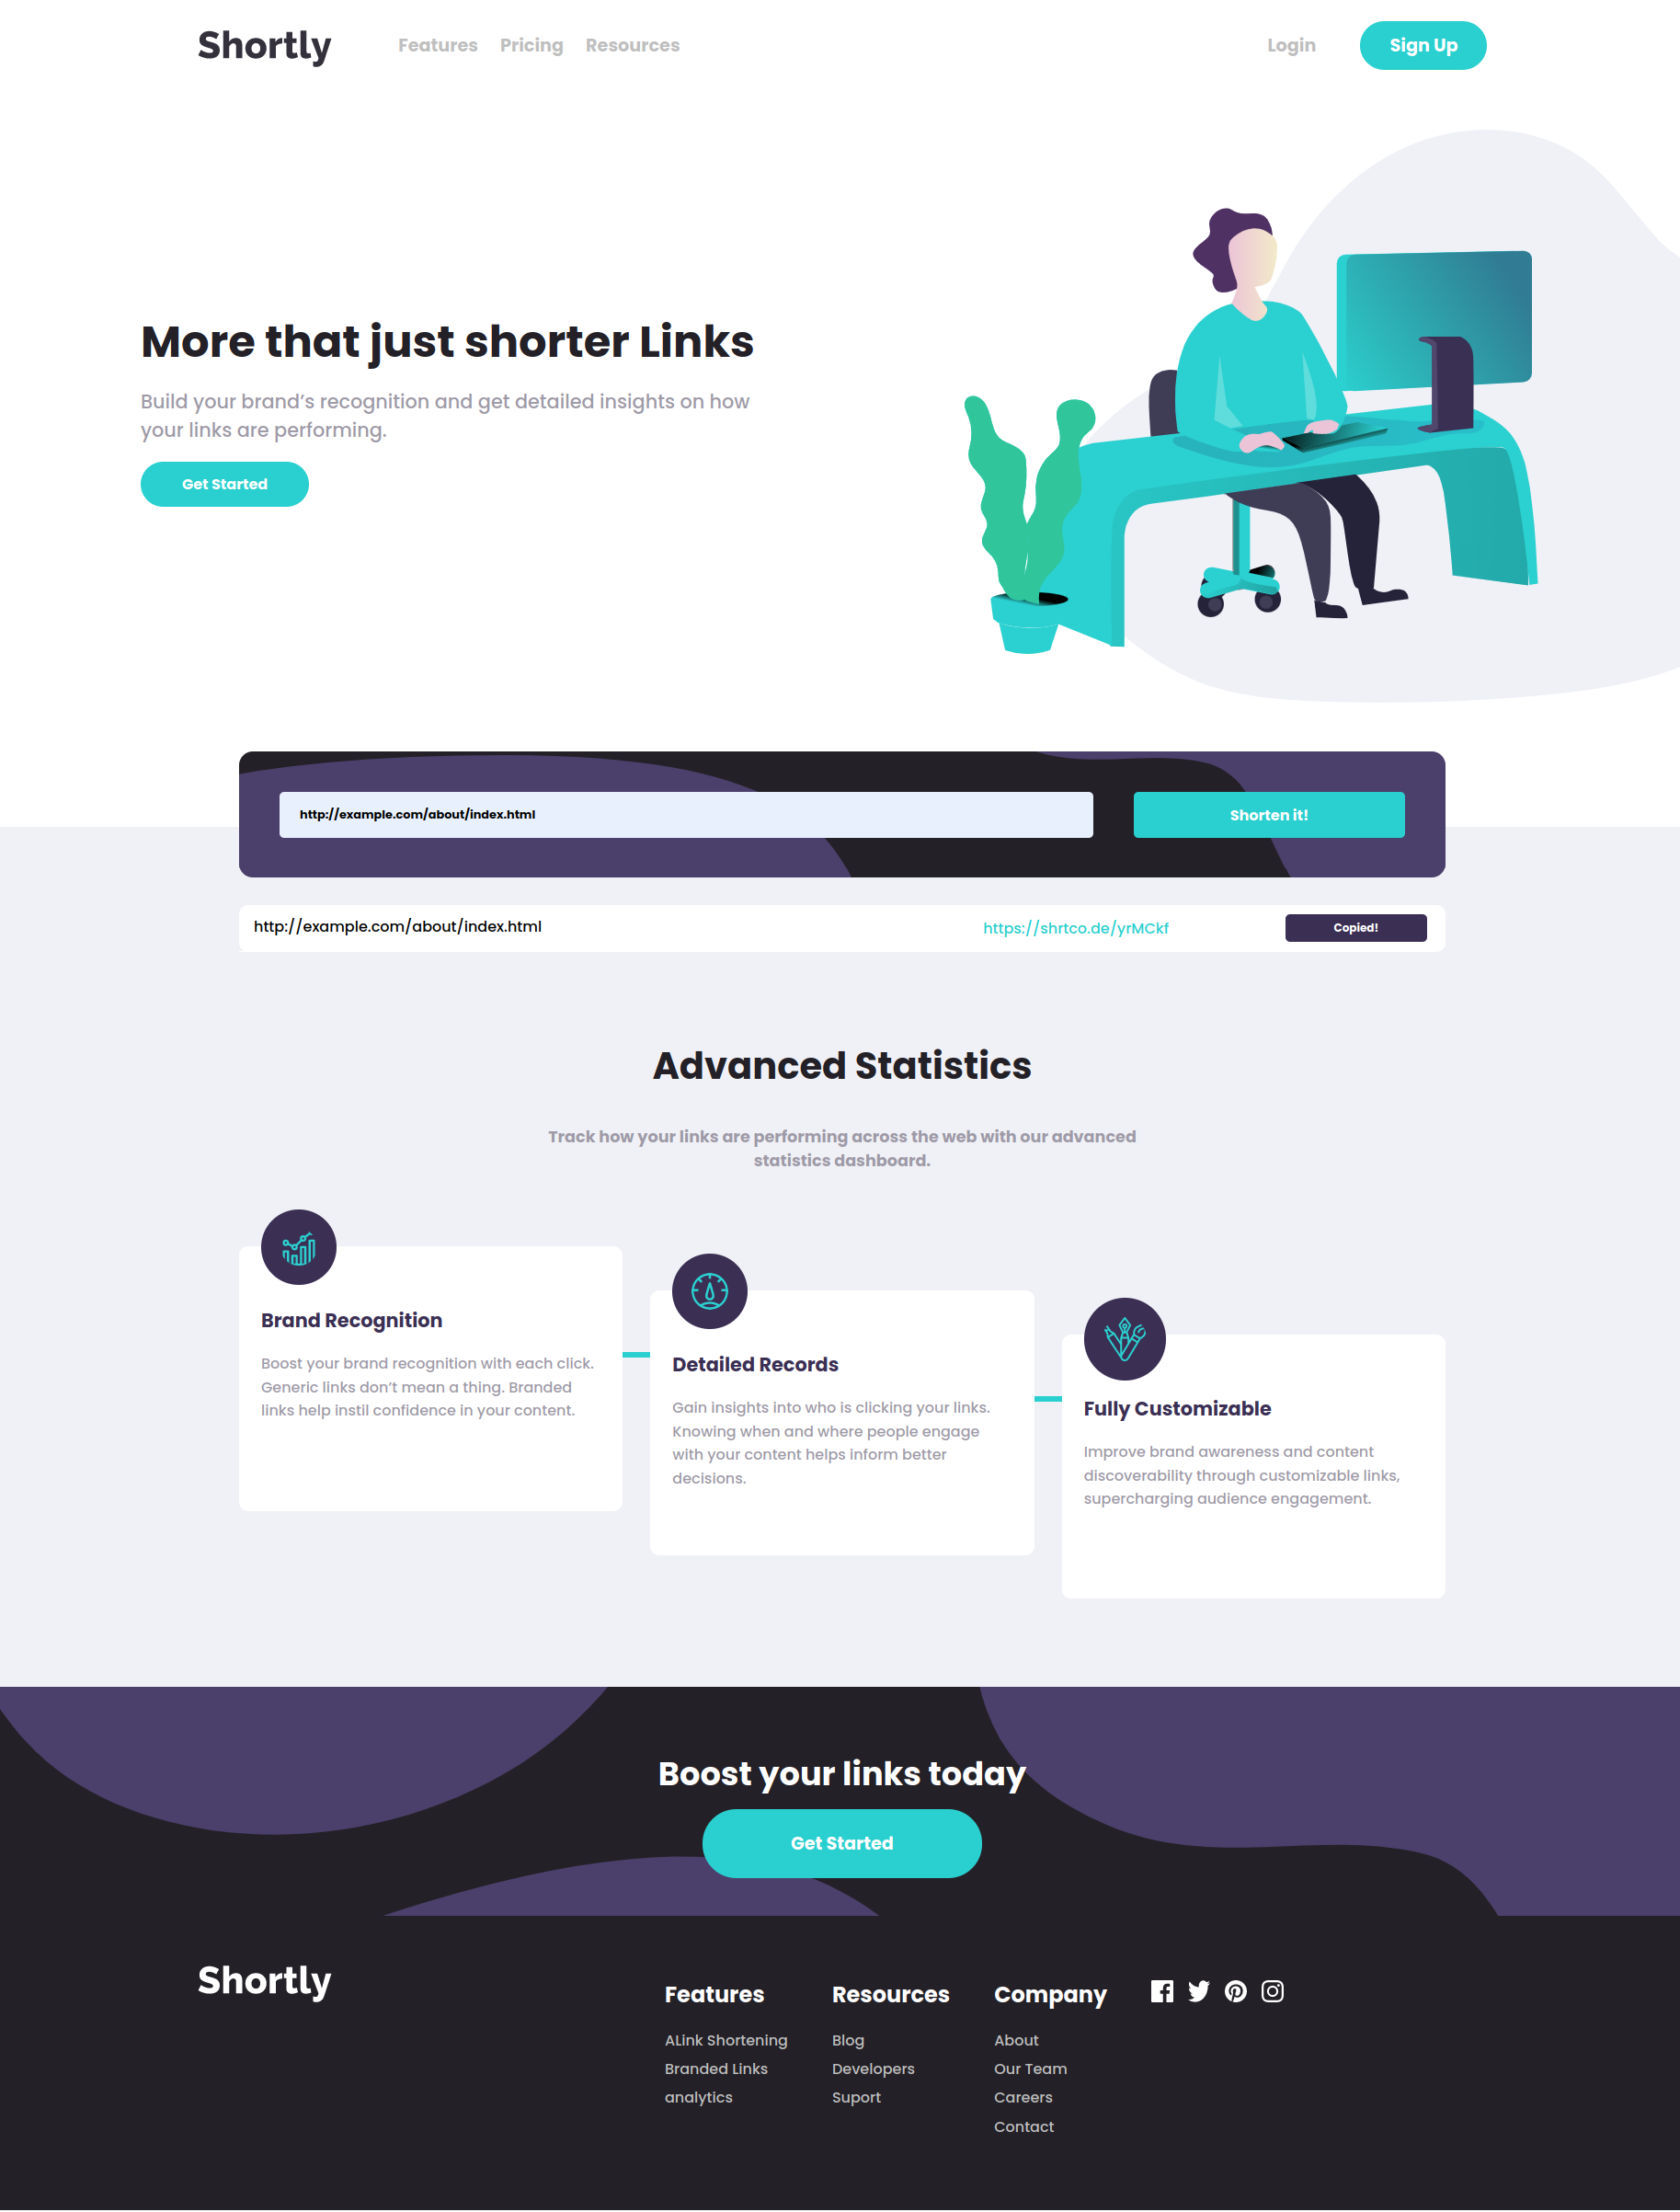 Shortly
Features Pricing Resources
Login
Sign Up
More that just shorter Links
Build your brand’s recognition and get detailed insights on how
your links are performing.
Get Started
http://example.com/about/index.html
Shorten it!
http://example.com/about/index.html
https://shrtco.de/yrMCkf
Copied!
Advanced Statistics
Track how your links are performing across the web with our advanced
statistics dashboard.
Brand Recognition
Boost your brand recognition with each click.
Generic links don’t mean a thing. Branded
links help instil confidence in your content.
Detailed Records
Gain insights into who is clicking your links.
Knowing when and where people engage
with your content helps inform better
decisions.
Fully Customizable
Improve brand awareness and content
discoverability through customizable links,
supercharging audience engagement.
Boost your links today
Get Started
Shortly
Features
ALink Shortening
Branded Links
analytics
Resources
Blog
Developers
Suport
Company
About
Our Team
Careers
Contact